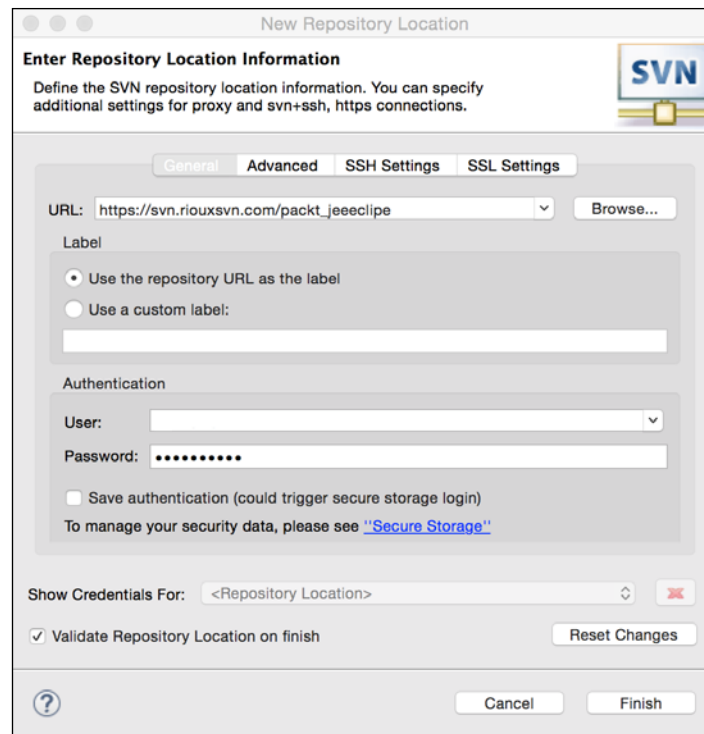 New Repository Location
Enter Repository Location Information
Define the SVN repository location information. You can specify
additional settings for proxy and svn+ssh, https connections.
SVN
General Advanced SSH Settings SSL Settings
URL: https://svn.riouxsvn.com/packt_jeeeclipe Browse...
Label
Use the repository URL as the label
Use a custom label:
Authentication
User:
Password: ••••••••••
Save authentication (could trigger secure storage login)
To manage your security data, please see "Secure Storage"
Show Credentials For: <Repository Location>
Validate Repository Location on finish Reset Changes
? Cancel Finish